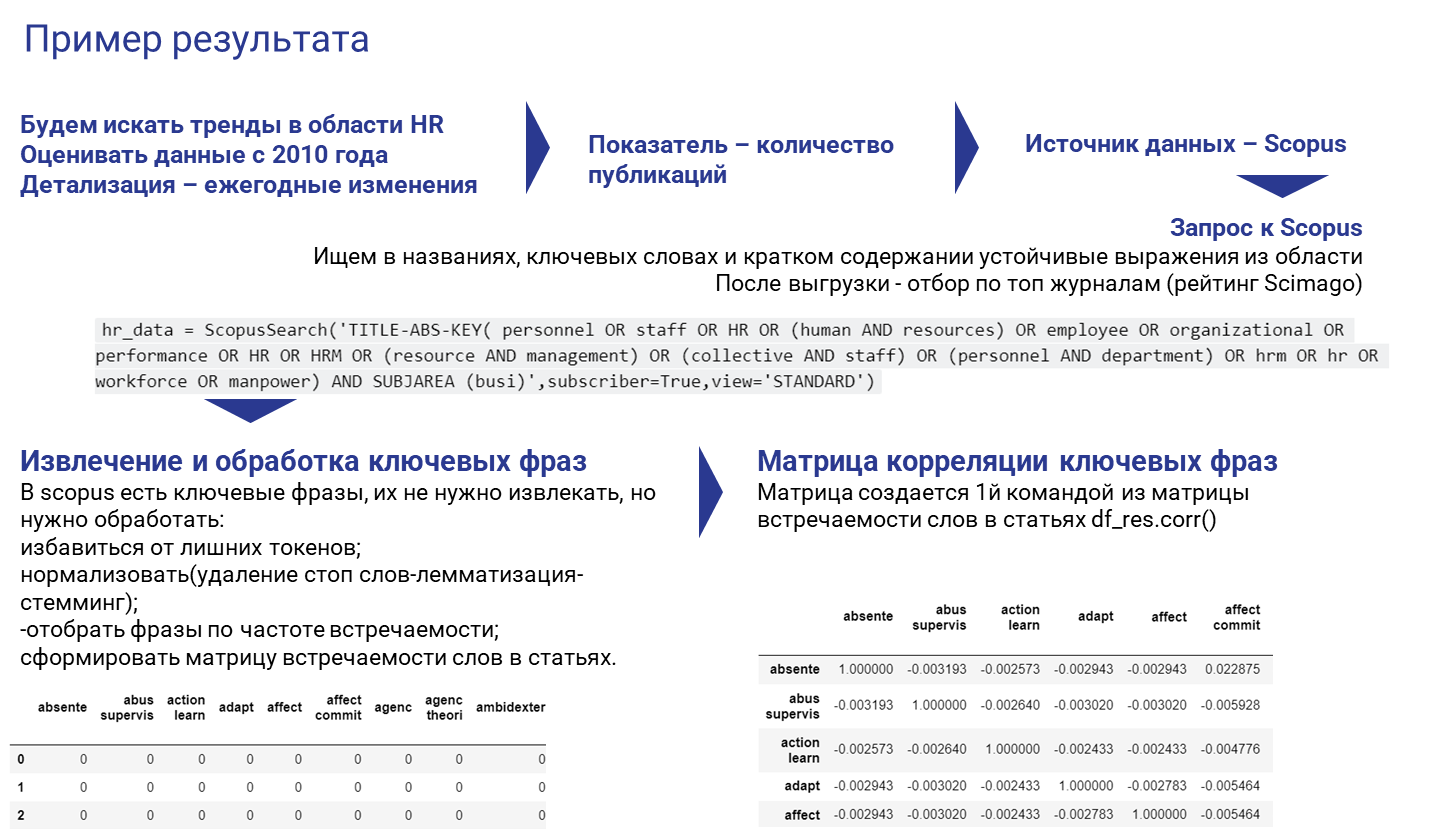 Пример результата
Будем искать тренды в области HR
Оценивать данные с 2010 года
Детализация – ежегодные изменения
Показатель – количество
публикаций
Источник данных – Scopus
Запрос к Scopus
Ищем в названиях, ключевых словах и кратком содержании устойчивые выражения из области
После выгрузки - отбор по топ журналам (рейтинг Scimago)
hr_data = ScopusSearch('TITLE-ABS-KEY( personnel OR staff OR HR OR (human AND resources) OR employee OR organizational OR
performance OR HR OR HRM OR (resource AND management) OR (collective AND staff) OR (personnel AND department) OR hrm OR hr OR
workforce OR manpower) AND SUBJAREA (busi)',subscriber=True,view='STANDARD')
Извлечение и обработка ключевых фраз
В scopus есть ключевые фразы, их не нужно извлекать, но
нужно обработать:
избавиться от лишних токенов;
нормализовать(удаление стоп слов-лемматизация-
стемминг);
-отобрать фразы по частоте встречаемости;
сформировать матрицу встречаемости слов в статьях.
absente abus supervis action learn adapt affect affect commit agenc agenc theori ambidexter
0 0 0 0 0 0 0 0 0 0
1 0 0 0 0 0 0 0 0 0
2 0 0 0 0 0 0 0 0 0
Матрица корреляции ключевых фраз
Матрица создается 1й командой из матрицы
встречаемости слов в статьях df_res.corr()
absente abus supervis action learn adapt affect affect commit
absente 1.000000 -0.003193 -0.002573 -0.002943 -0.002943 0.022875
abus supervis -0.003193 1.000000 -0.002640 -0.003020 -0.003020 -0.005928
action learn -0.002573 -0.002640 1.000000 -0.002433 -0.002433 -0.004776
adapt -0.002943 -0.003020 -0.002433 1.000000 -0.002783 -0.005464
affect -0.002943 -0.003020 -0.002433 -0.002783 1.000000 -0.005464